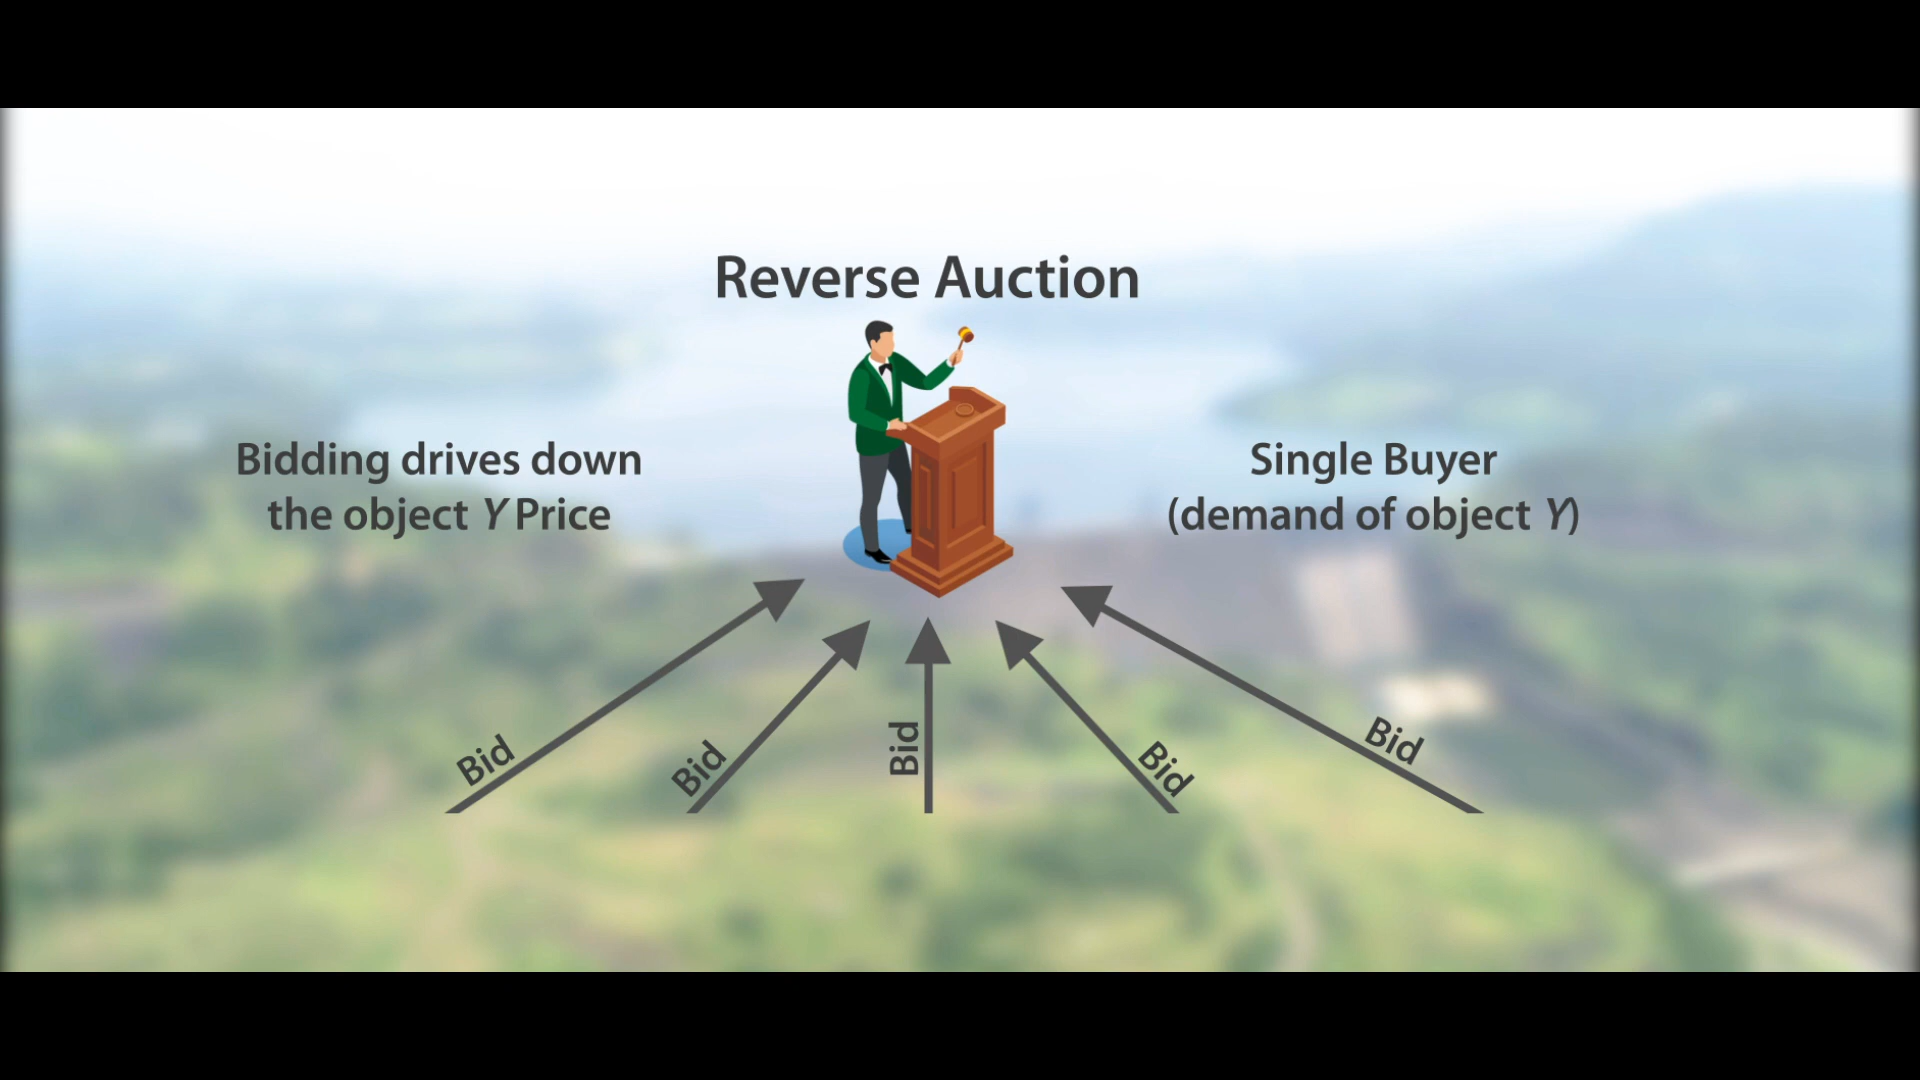 Reverse Auction
Bidding drives down
the object Y Price
Single Buyer
(demand of object Y)
Bid
Bid
Bid
Bid
Bid